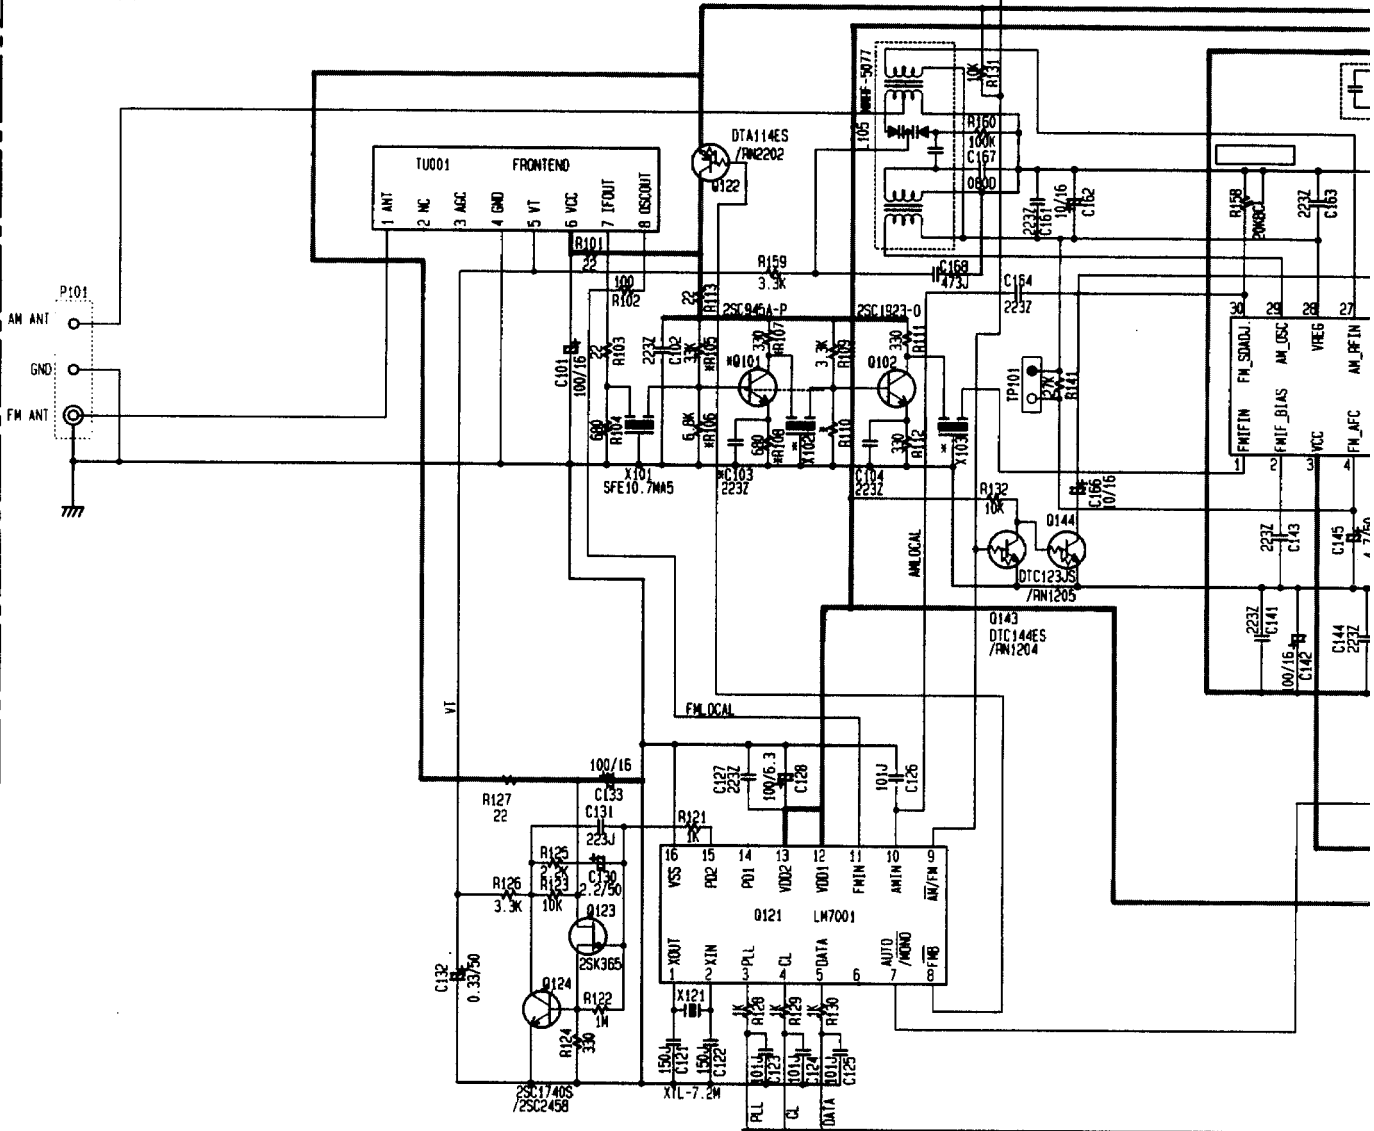 P101
AM ANT
GND
FM ANT
TU001 FRONTEND
1 ANT
2 NC
3 AGC
4 GND
5 VT
6 VCC
7 IFOUT
8 OSCOUT
DTA114ES
/RN2202
Q122
R101
22
100
R102
R159
3.3K
22
R113
2SC945A-P
2SC1923-O
C101
100/16
22
R103
680
R104
223Z
C102
33K
*R105
6.8K
*R106
*Q101
330
*R107
680
*R108
3.3K
R109
*R110
Q102
330
R111
330
R112
X101
SFE10.7MA5
*C103
223Z
*
X102
C104
223Z
*
X103
10K
R131
R160
100K
C167
080D
C168
473J
C164
223Z
223Z
C161
10/16
C162
R158
20KBC
223Z
C163
TP101
27K
R141
C166
10/16
30 FM_SDADJ.
29 AM_OSC
28 VREG
27 AM_RFIN
FMIFIN 1
FMIF_BIAS 2
VCC 3
FM_AFC 4
R132
10K
Q144
DTC123JS
/RN1205
Q143
DTC144ES
/RN1204
AMLOCAL
223Z
C143
C145
223Z
C141
100/16
C142
C144
223Z
VT
FMLOCAL
100/16
C133
R127
22
C131
223J
R121
1K
C127
223Z
100/6.3
C128
101J
C126
R125
2.2K
C130
2.2/50
R126
3.3K
R123
10K
Q123
2SK365
Q124
R122
1M
R124
330
C132
0.33/50
2SC1740S
/2SC2458
16 VSS
15 PD2
14 PD1
13 VDD2
12 VDD1
11 FMIN
10 AMIN
9 AM/FM
Q121 LM7001
XOUT 1
XIN 2
PLL 3
CL 4
DATA 5
6
AUTO/MONO 7
FMB 8
X121
1K
R128
1K
R129
1K
R130
150J
C121
150J
C122
101J
C123
101J
C124
101J
C125
XTL-7.2M
PLL
CL
DATA